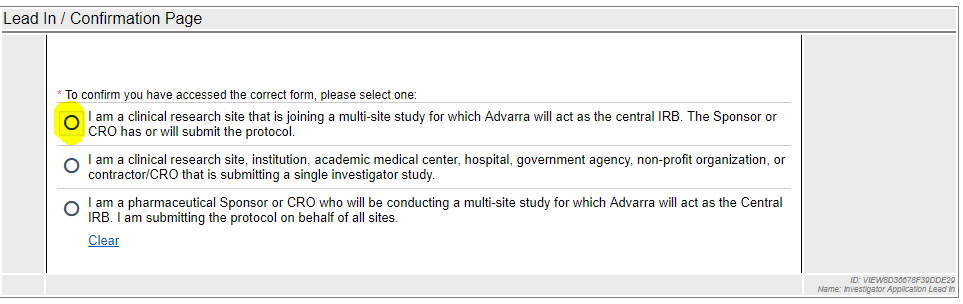 Lead In / Confirmation Page
* To confirm you have accessed the correct form, please select one:
I am a clinical research site that is joining a multi-site study for which Advarra will act as the central IRB. The Sponsor or
CRO has or will submit the protocol.
I am a clinical research site, institution, academic medical center, hospital, government agency, non-profit organization, or
contractor/CRO that is submitting a single investigator study.
I am a pharmaceutical Sponsor or CRO who will be conducting a multi-site study for which Advarra will act as the Central
IRB. I am submitting the protocol on behalf of all sites.
Clear
ID: VIEW8D36678F39DDE29
Name: Investigator Application Lead In